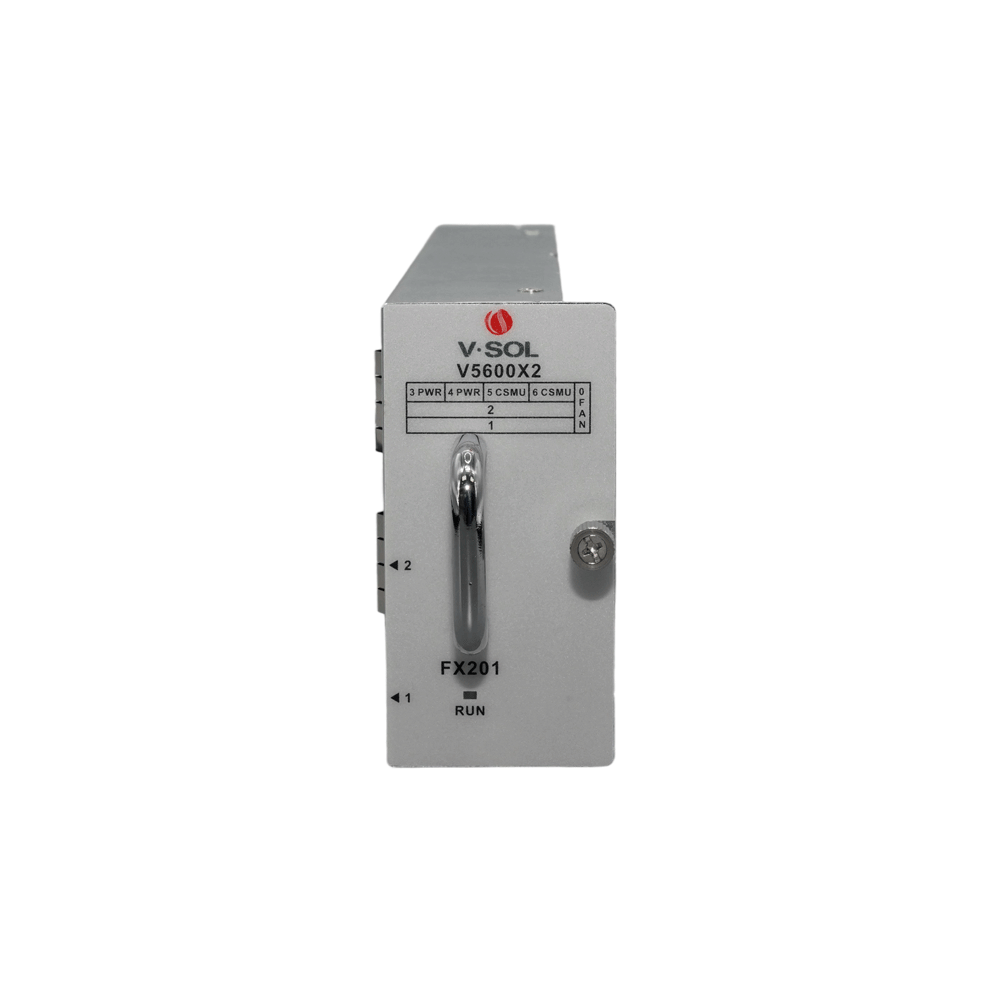 V·SOL
V5600X2
3 PWR 4 PWR 5 CSMU 6 CSMU 0 FAN
2
1
◀ 2
FX201
◀ 1
RUN